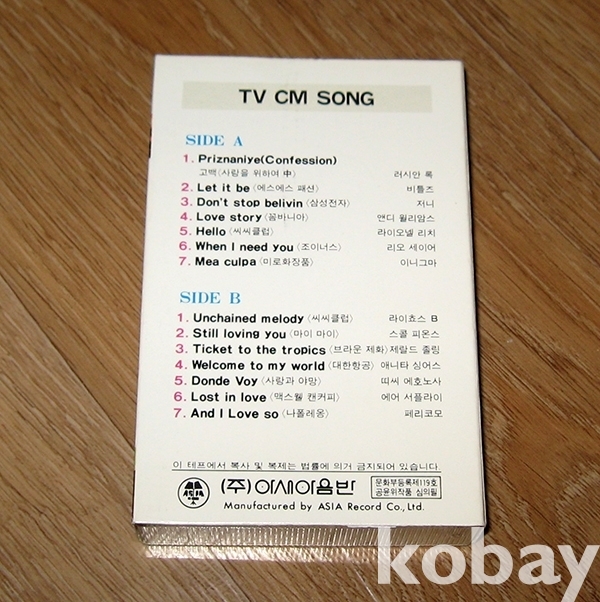 TV CM SONG
SIDE A
1. Priznaniye(Confession)
고백〈사랑을 위하여 中〉 러시안 록
2. Let it be 〈에스에스 패션〉 비틀즈
3. Don't stop belivin 〈삼성전자〉 저니
4. Love story 〈꼼바니아〉 앤디 윌리암스
5. Hello 〈씨씨클럽〉 라이오넬 리치
6. When I need you 〈조이너스〉 리오 세이어
7. Mea culpa 〈미로화장품〉 이니그마
SIDE B
1. Unchained melody 〈씨씨클럽〉 라이쵸스 B
2. Still loving you 〈마이 마이〉 스콜 피온스
3. Ticket to the tropics 〈브라운 제화〉 제랄드 졸링
4. Welcome to my world 〈대한항공〉 애니타 싱어스
5. Donde Voy 〈사랑과 야망〉 띠씨 에호노사
6. Lost in love 〈맥스웰 캔커피〉 에어 서플라이
7. And I Love so 〈나폴레옹〉 페리코모
이 테프에서 복사 및 복제는 법률에 의거 금지되어 있습니다.
ASIA (주) 아세아음반 문화부등록제119호
공윤위작품 심의필
Manufactured by ASIA Record Co., Ltd.
kobay